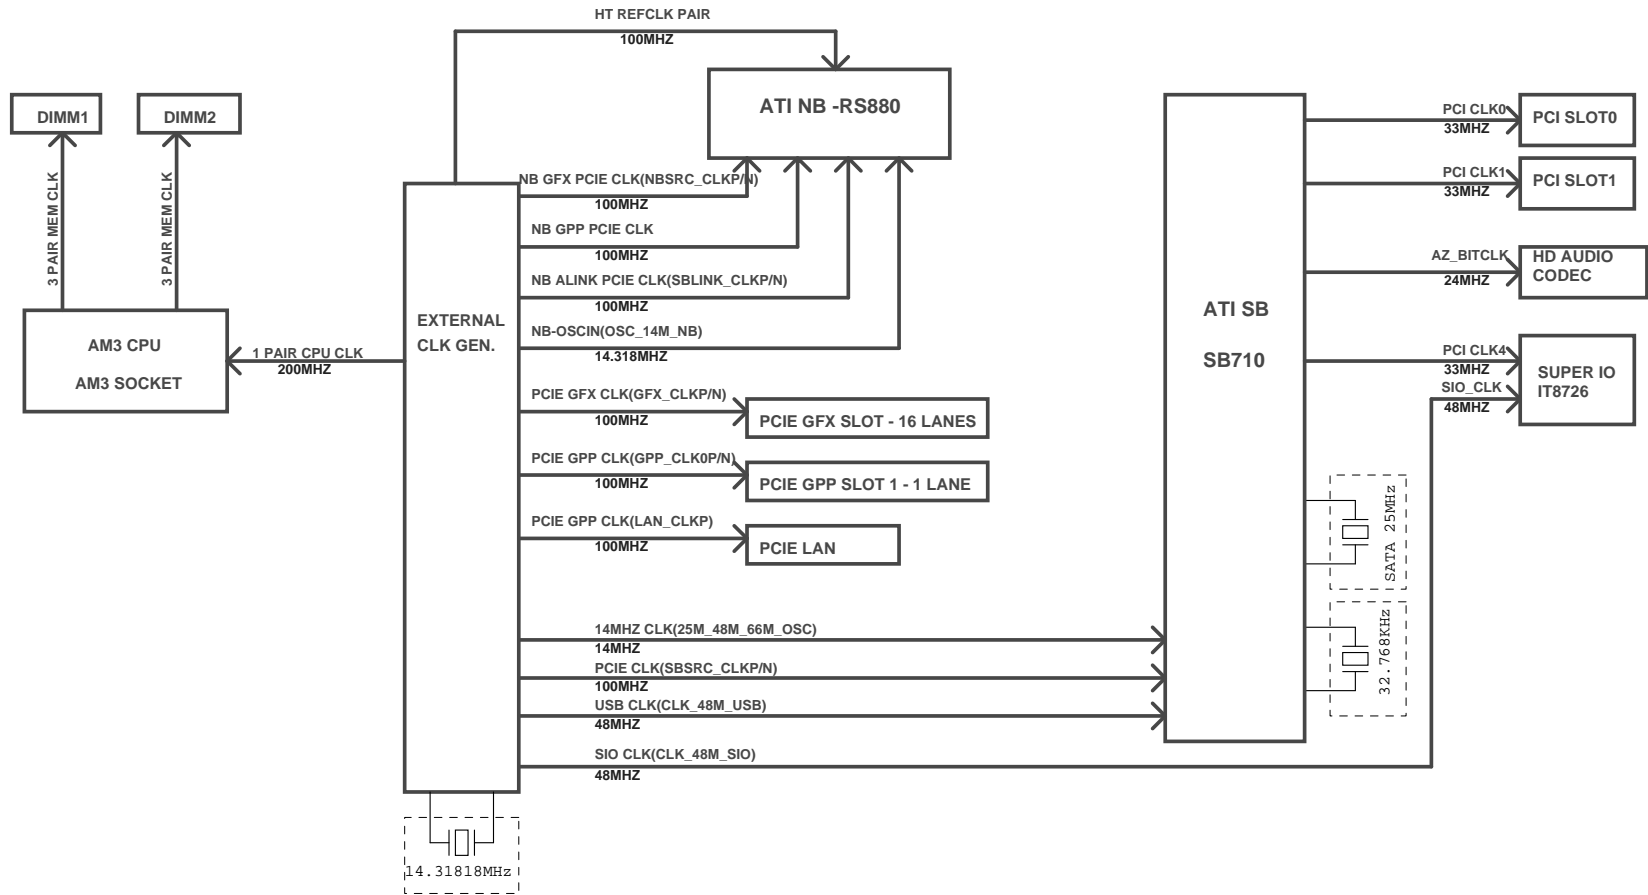 HT REFCLK PAIR
100MHZ
ATI NB -RS880
DIMM1
DIMM2
3 PAIR MEM CLK
3 PAIR MEM CLK
AM3 CPU
AM3 SOCKET
1 PAIR CPU CLK
200MHZ
EXTERNAL
CLK GEN.
NB GFX PCIE CLK(NBSRC_CLKP/N)
100MHZ
NB GPP PCIE CLK
100MHZ
NB ALINK PCIE CLK(SBLINK_CLKP/N)
100MHZ
NB-OSCIN(OSC_14M_NB)
14.318MHZ
PCIE GFX CLK(GFX_CLKP/N)
100MHZ
PCIE GFX SLOT - 16 LANES
PCIE GPP CLK(GPP_CLK0P/N)
100MHZ
PCIE GPP SLOT 1 - 1 LANE
PCIE GPP CLK(LAN_CLKP)
100MHZ
PCIE LAN
14MHZ CLK(25M_48M_66M_OSC)
14MHZ
PCIE CLK(SBSRC_CLKP/N)
100MHZ
USB CLK(CLK_48M_USB)
48MHZ
SIO CLK(CLK_48M_SIO)
48MHZ
14.31818MHz
ATI SB
SB710
PCI CLK0
33MHZ
PCI SLOT0
PCI CLK1
33MHZ
PCI SLOT1
AZ_BITCLK
24MHZ
HD AUDIO
CODEC
PCI CLK4
33MHZ
SIO_CLK
48MHZ
SUPER IO
IT8726
SATA 25MHz
32.768KHz